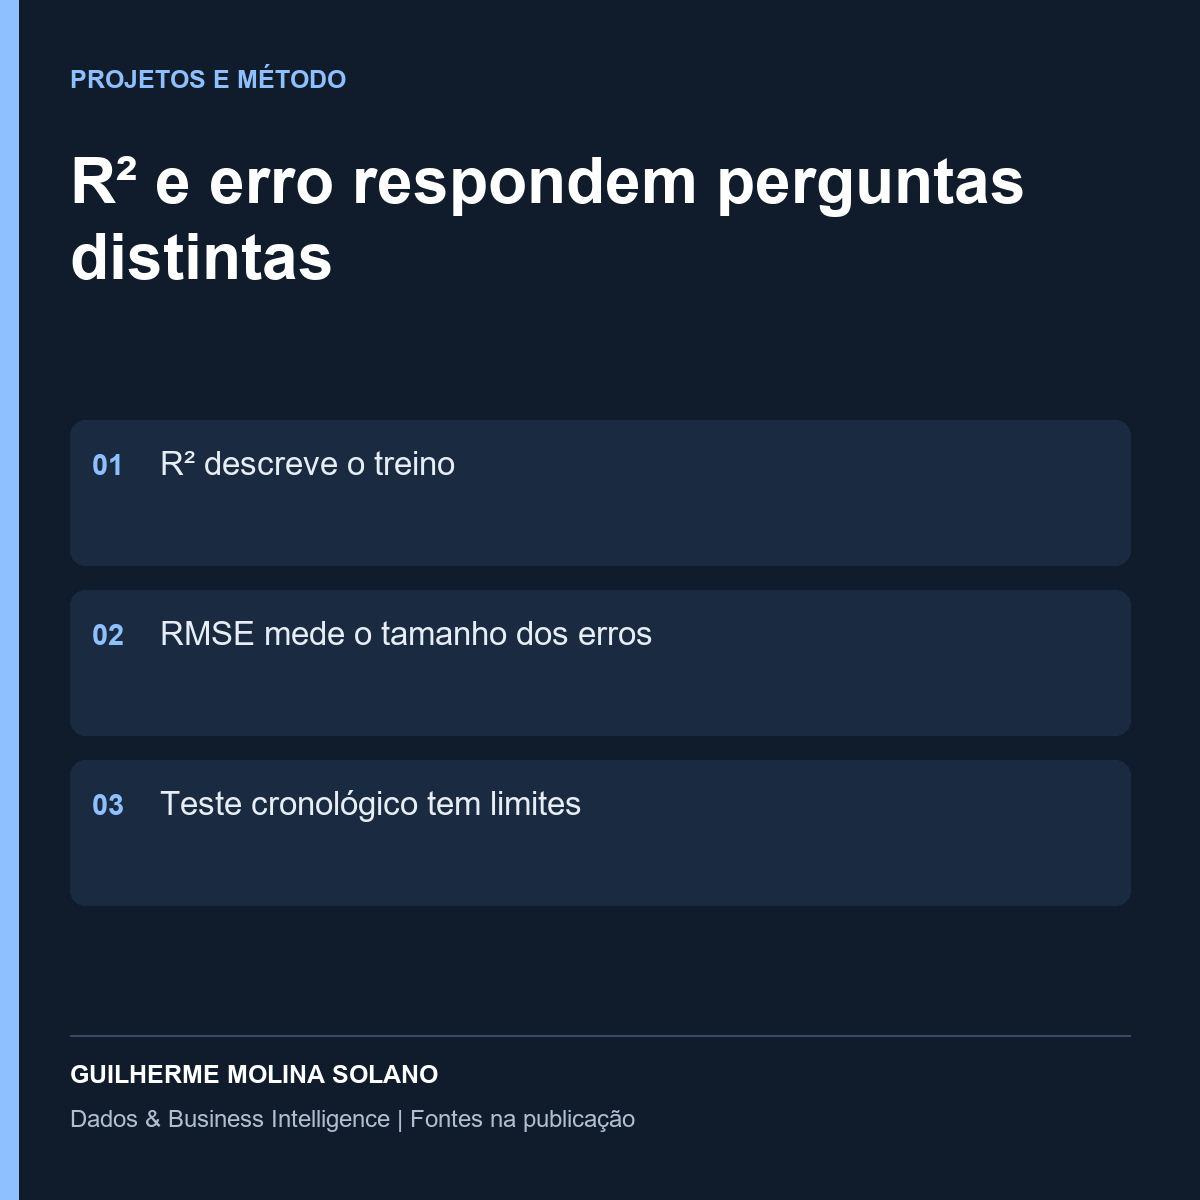 PROJETOS E MÉTODO
R² e erro respondem perguntas
distintas
01 R² descreve o treino
02 RMSE mede o tamanho dos erros
03 Teste cronológico tem limites
GUILHERME MOLINA SOLANO
Dados & Business Intelligence | Fontes na publicação